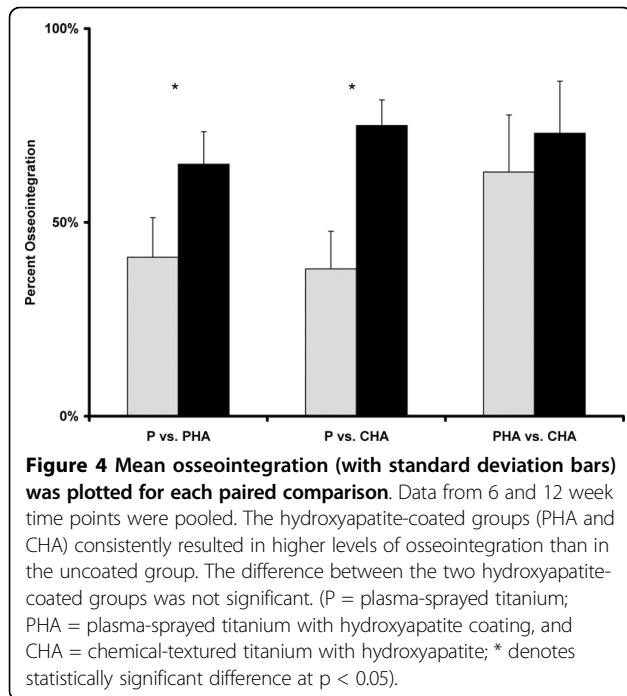 100%
*
*
Percent Osseointegration
50%
0%
P vs. PHA
P vs. CHA
PHA vs. CHA
Figure 4 Mean osseointegration (with standard deviation bars)
was plotted for each paired comparison. Data from 6 and 12 week
time points were pooled. The hydroxyapatite-coated groups (PHA and
CHA) consistently resulted in higher levels of osseointegration than in
the uncoated group. The difference between the two hydroxyapatite-
coated groups was not significant. (P = plasma-sprayed titanium;
PHA = plasma-sprayed titanium with hydroxyapatite coating, and
CHA = chemical-textured titanium with hydroxyapatite; * denotes
statistically significant difference at p < 0.05).